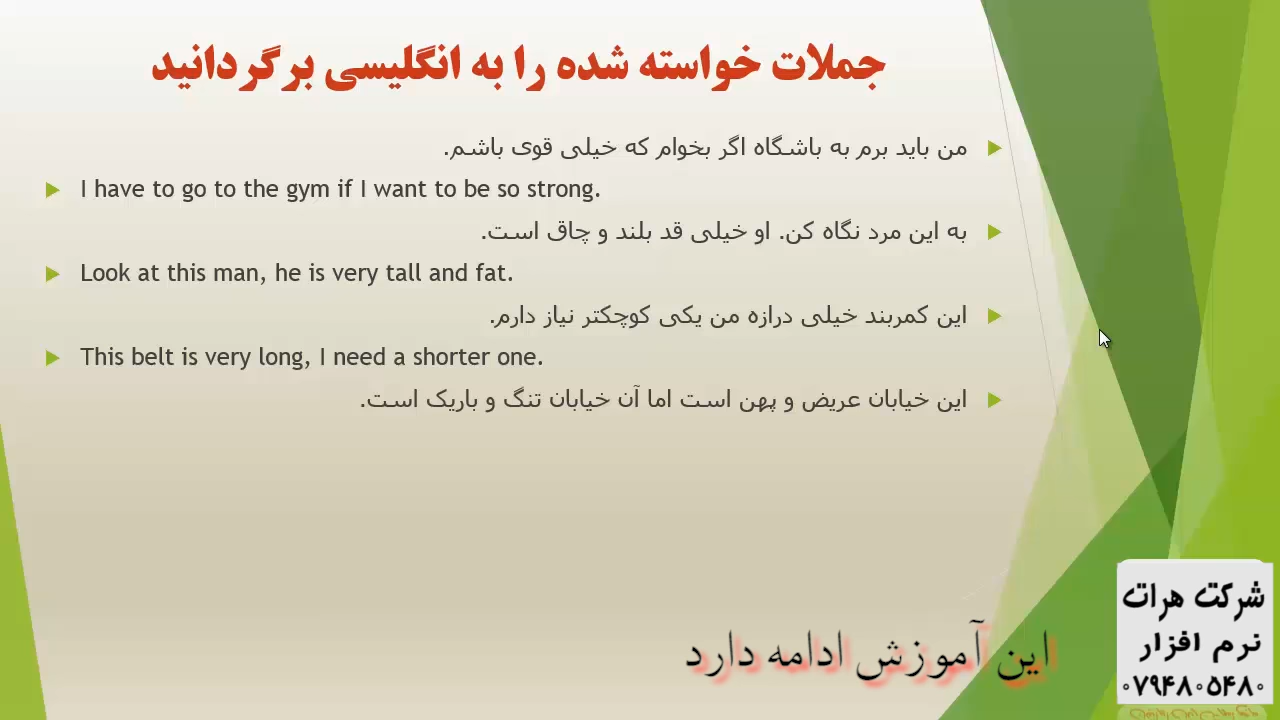 جملات خواسته شده را به انگلیسی برگردانید
من باید برم به باشگاه اگر بخوام که خیلی قوی باشم.
I have to go to the gym if I want to be so strong.
به این مرد نگاه کن. او خیلی قد بلند و چاق است.
Look at this man, he is very tall and fat.
این کمربند خیلی درازه من یکی کوچکتر نیاز دارم.
This belt is very long, I need a shorter one.
این خیابان عریض و پهن است اما آن خیابان تنگ و باریک است.
این آموزش ادامه دارد
شرکت هرات
نرم افزار
۰۷۹۴۸۰۵۴۸۰